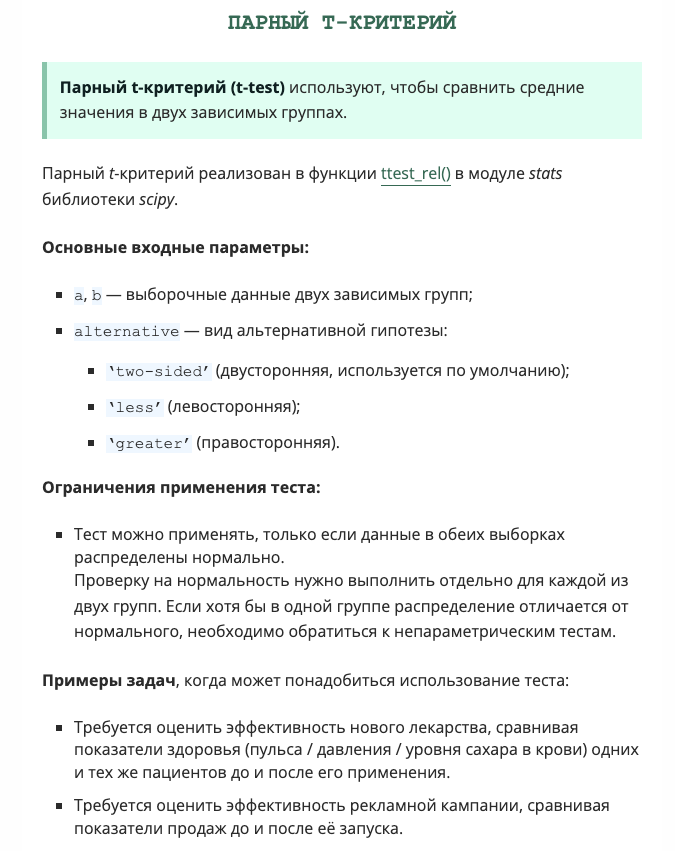 ПАРНЫЙ T-КРИТЕРИЙ
Парный t-критерий (t-test) используют, чтобы сравнить средние
значения в двух зависимых группах.
Парный t-критерий реализован в функции ttest_rel() в модуле stats
библиотеки scipy.
Основные входные параметры:
▪ a, b — выборочные данные двух зависимых групп;
▪ alternative — вид альтернативной гипотезы:
▪ ‘two-sided’ (двусторонняя, используется по умолчанию);
▪ ‘less’ (левосторонняя);
▪ ‘greater’ (правосторонняя).
Ограничения применения теста:
▪ Тест можно применять, только если данные в обеих выборках
распределены нормально.
Проверку на нормальность нужно выполнить отдельно для каждой из
двух групп. Если хотя бы в одной группе распределение отличается от
нормального, необходимо обратиться к непараметрическим тестам.
Примеры задач, когда может понадобиться использование теста:
▪ Требуется оценить эффективность нового лекарства, сравнивая
показатели здоровья (пульса / давления / уровня сахара в крови) одних
и тех же пациентов до и после его применения.
▪ Требуется оценить эффективность рекламной кампании, сравнивая
показатели продаж до и после её запуска.